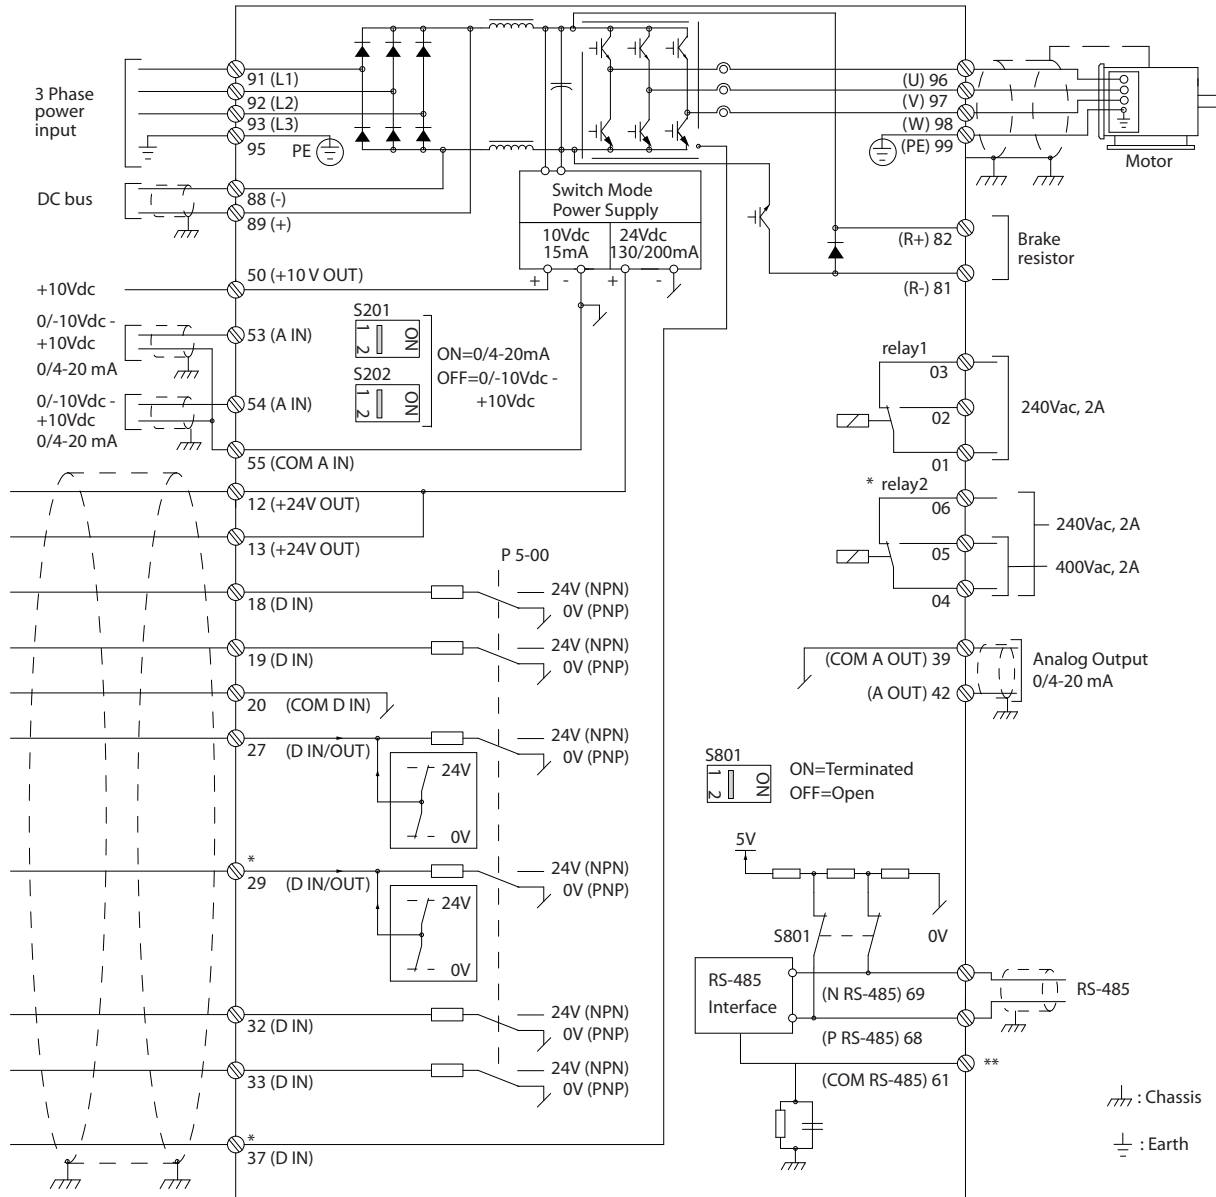 3 Phase
power
input
91 (L1)
92 (L2)
93 (L3)
95
PE
DC bus
88 (-)
89 (+)
50 (+10 V OUT)
+10Vdc
0/-10Vdc -
+10Vdc
0/4-20 mA
53 (A IN)
0/-10Vdc -
+10Vdc
0/4-20 mA
54 (A IN)
55 (COM A IN)
12 (+24V OUT)
13 (+24V OUT)
18 (D IN)
19 (D IN)
20 (COM D IN)
27 (D IN/OUT)
24V
0V
*
29 (D IN/OUT)
24V
0V
32 (D IN)
33 (D IN)
*
37 (D IN)
Switch Mode
Power Supply
10Vdc
15mA
24Vdc
130/200mA
+ - + -
S201
1 2
ON
S202
1 2
ON
ON=0/4-20mA
OFF=0/-10Vdc -
+10Vdc
P 5-00
24V (NPN)
0V (PNP)
24V (NPN)
0V (PNP)
24V (NPN)
0V (PNP)
24V (NPN)
0V (PNP)
24V (NPN)
0V (PNP)
24V (NPN)
0V (PNP)
(U) 96
(V) 97
(W) 98
(PE) 99
Motor
(R+) 82
(R-) 81
Brake
resistor
relay1
03
02
01
240Vac, 2A
* relay2
06
05
04
240Vac, 2A
400Vac, 2A
(COM A OUT) 39
(A OUT) 42
Analog Output
0/4-20 mA
S801
1 2
ON
ON=Terminated
OFF=Open
5V
S801
0V
RS-485
Interface
(N RS-485) 69
(P RS-485) 68
(COM RS-485) 61
**
RS-485
: Chassis
: Earth